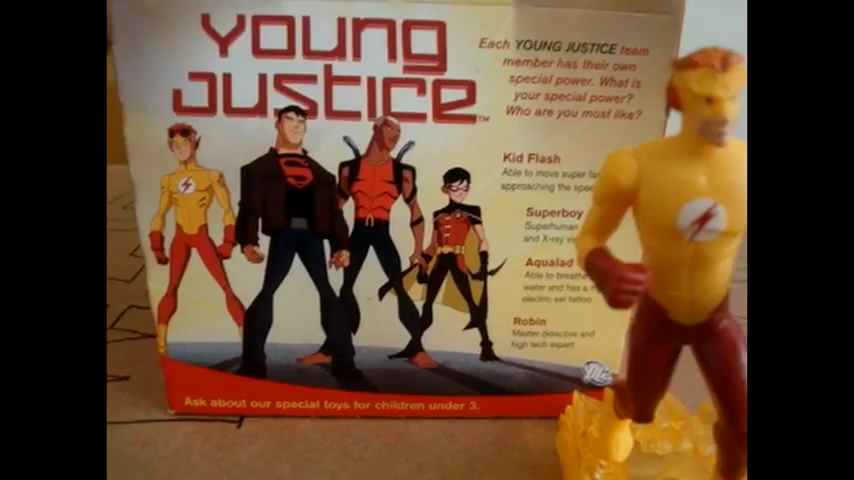 YOUNG
JUSTICE™
Each YOUNG JUSTICE team
member has their own
special power. What is
your special power?
Who are you most like?
Kid Flash
Able to move super
approaching the
Superboy
Superhuman
and X-ray
Aqualad
Able to breathe
water and has a
electric eel tattoo
Robin
Master detective and
high tech expert
DC
Ask about our special toys for children under 3.